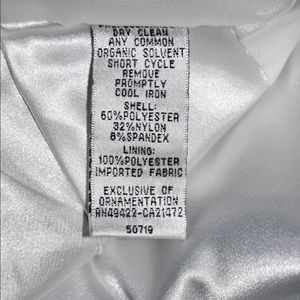 DRY CLEAN
ANY COMMON
ORGANIC SOLVENT
SHORT CYCLE
REMOVE
PROMPTLY
COOL IRON
SHELL:
60%POLYESTER
32%NYLON
8%SPANDEX
LINING:
100%POLYESTER
IMPORTED FABRIC
EXCLUSIVE OF
ORNAMENTATION
RN49422-CA21472
50719